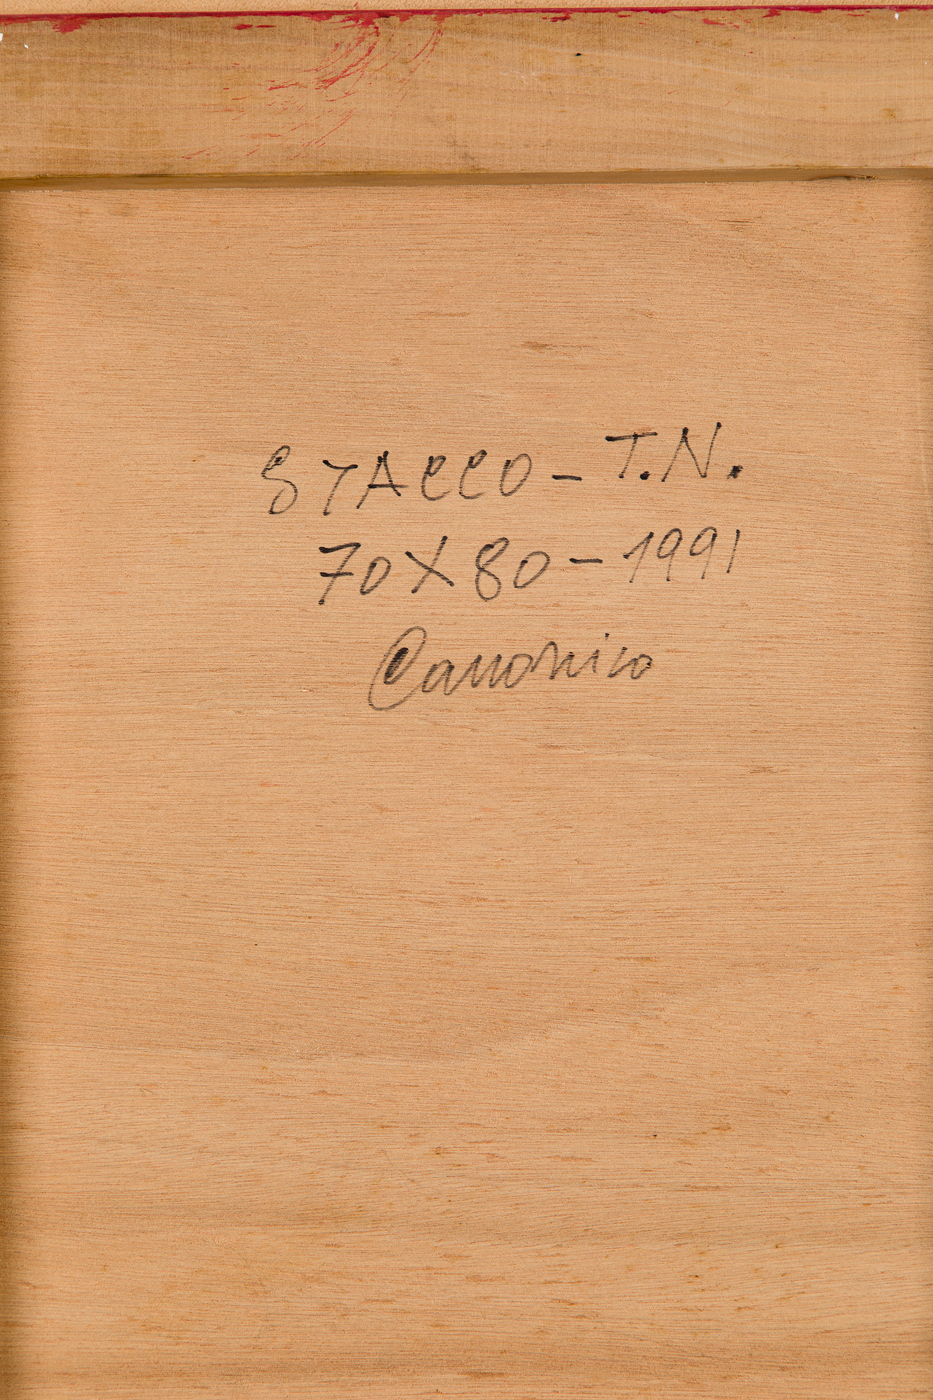 STACCO - T.N.
70X80 - 1991
Canonico